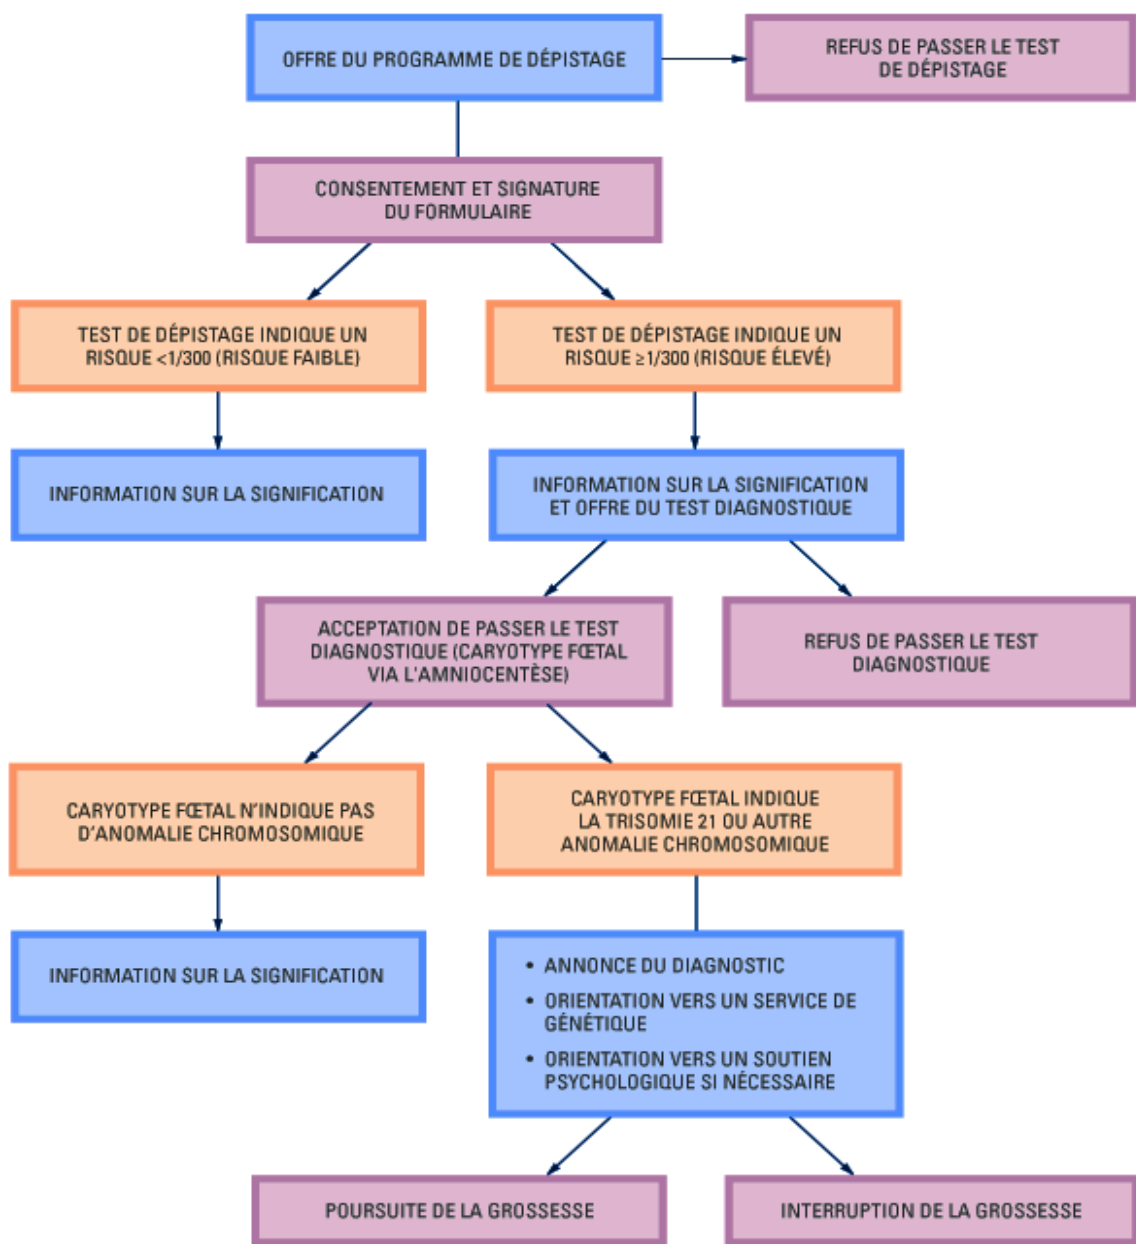 OFFRE DU PROGRAMME DE DÉPISTAGE
REFUS DE PASSER LE TEST
DE DÉPISTAGE
CONSENTEMENT ET SIGNATURE
DU FORMULAIRE
TEST DE DÉPISTAGE INDIQUE UN
RISQUE <1/300 (RISQUE FAIBLE)
TEST DE DÉPISTAGE INDIQUE UN
RISQUE ≥1/300 (RISQUE ÉLEVÉ)
INFORMATION SUR LA SIGNIFICATION
INFORMATION SUR LA SIGNIFICATION
ET OFFRE DU TEST DIAGNOSTIQUE
ACCEPTATION DE PASSER LE TEST
DIAGNOSTIQUE (CARYOTYPE FŒTAL
VIA L'AMNIOCENTÈSE)
REFUS DE PASSER LE TEST
DIAGNOSTIQUE
CARYOTYPE FŒTAL N’INDIQUE PAS
D’ANOMALIE CHROMOSOMIQUE
CARYOTYPE FŒTAL INDIQUE
LA TRISOMIE 21 OU AUTRE
ANOMALIE CHROMOSOMIQUE
INFORMATION SUR LA SIGNIFICATION
• ANNONCE DU DIAGNOSTIC
• ORIENTATION VERS UN SERVICE DE
GÉNÉTIQUE
• ORIENTATION VERS UN SOUTIEN
PSYCHOLOGIQUE SI NÉCESSAIRE
POURSUITE DE LA GROSSESSE
INTERRUPTION DE LA GROSSESSE